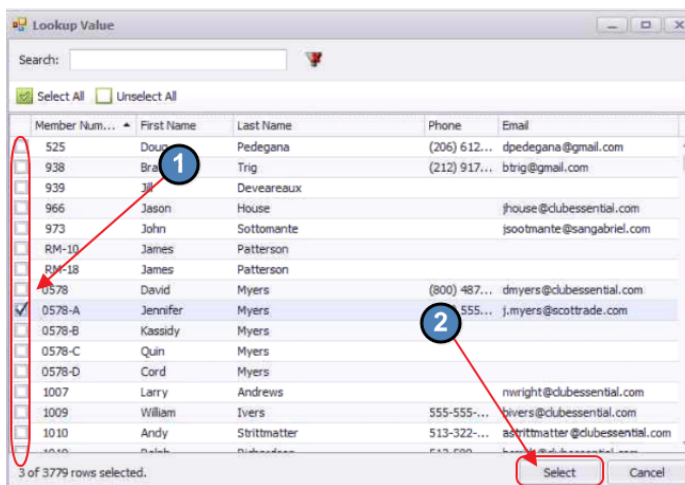 Lookup Value
Search:
Select All Unselect All
Member Num... First Name Last Name Phone Email
525 Doug Pedegana (206) 612... dpedegana@gmail.com
938 Bra Trig (212) 917... btrig@gmail.com
939 Jill Deveareaux
966 Jason House jhouse@clubessential.com
973 John Sottomante jsootmante@sangabriel.com
RM-10 James Patterson
RM-18 James Patterson
0578 David Myers (800) 487... dmyers@clubessential.com
0578-A Jennifer Myers 555... j.myers@scottrade.com
0578-B Kassidy Myers
0578-C Quin Myers
0578-D Cord Myers
1007 Larry Andrews nwright@clubessential.com
1009 William Ivers 555-555-... bivers@clubessential.com
1010 Andy Strittmatter 513-322-... astrittmatter@clubessential.com
3 of 3779 rows selected. Select Cancel
1
2